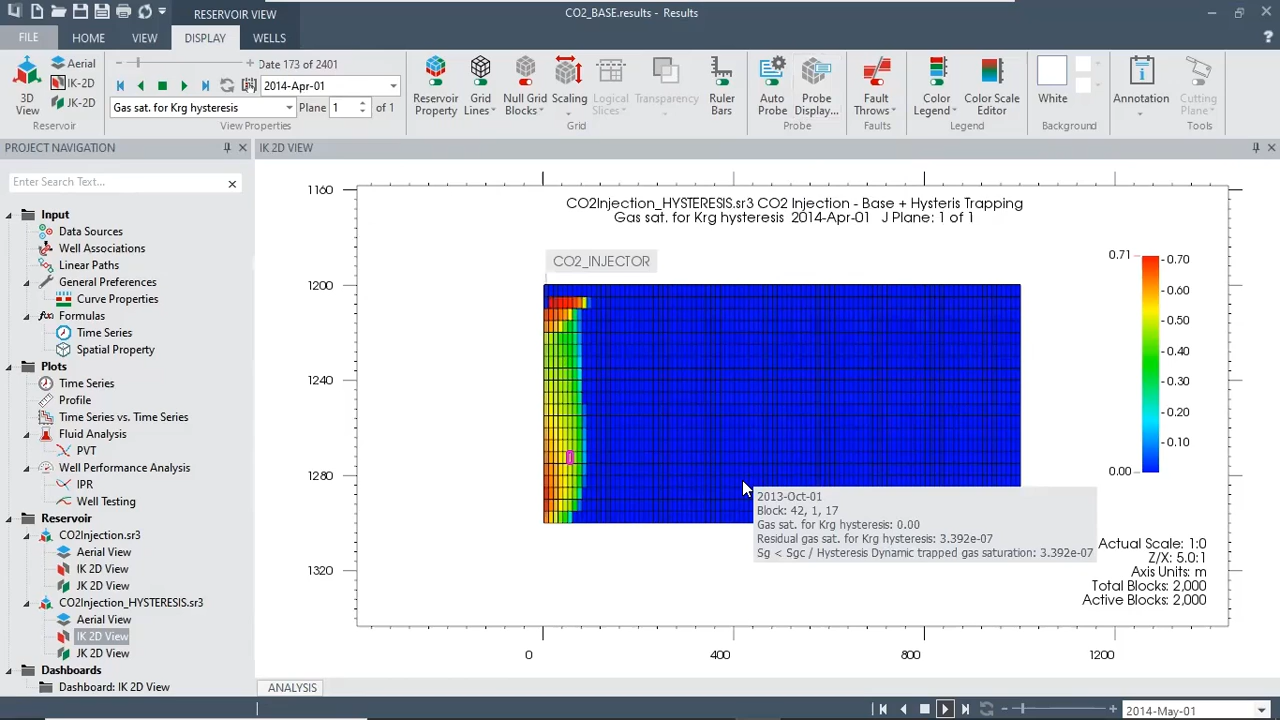 RESERVOIR VIEW
CO2_BASE.results - Results
FILE
HOME
VIEW
DISPLAY
WELLS
3D View
Aerial
IK-2D
JK-2D
Reservoir
Date 173 of 2401
2014-Apr-01
Gas sat. for Krg hysteresis
Plane 1 of 1
View Properties
Reservoir Property
Grid Lines
Null Grid Blocks
Scaling
Logical Slices
Transparency
Ruler Bars
Grid
Auto Probe
Probe Display...
Probe
Fault Throws
Faults
Color Legend
Color Scale Editor
Legend
White
Background
Annotation
Cutting Plane
Tools
PROJECT NAVIGATION
Enter Search Text...
Input
Data Sources
Well Associations
Linear Paths
General Preferences
Curve Properties
Formulas
Time Series
Spatial Property
Plots
Time Series
Profile
Time Series vs. Time Series
Fluid Analysis
PVT
Well Performance Analysis
IPR
Well Testing
Reservoir
CO2Injection.sr3
Aerial View
IK 2D View
JK 2D View
CO2Injection_HYSTERESIS.sr3
Aerial View
IK 2D View
JK 2D View
Dashboards
Dashboard: IK 2D View
IK 2D VIEW
CO2Injection_HYSTERESIS.sr3 CO2 Injection - Base + Hysteris Trapping
Gas sat. for Krg hysteresis 2014-Apr-01 J Plane: 1 of 1
CO2_INJECTOR
1160
1200
1240
1280
1320
0
400
800
1200
0.71
0.70
0.60
0.50
0.40
0.30
0.20
0.10
0.00
2013-Oct-01
Block: 42, 1, 17
Gas sat. for Krg hysteresis: 0.00
Residual gas sat. for Krg hysteresis: 3.392e-07
Sg < Sgc / Hysteresis Dynamic trapped gas saturation: 3.392e-07
Actual Scale: 1:0
Z/X: 5.0:1
Axis Units: m
Total Blocks: 2,000
Active Blocks: 2,000
ANALYSIS
2014-May-01